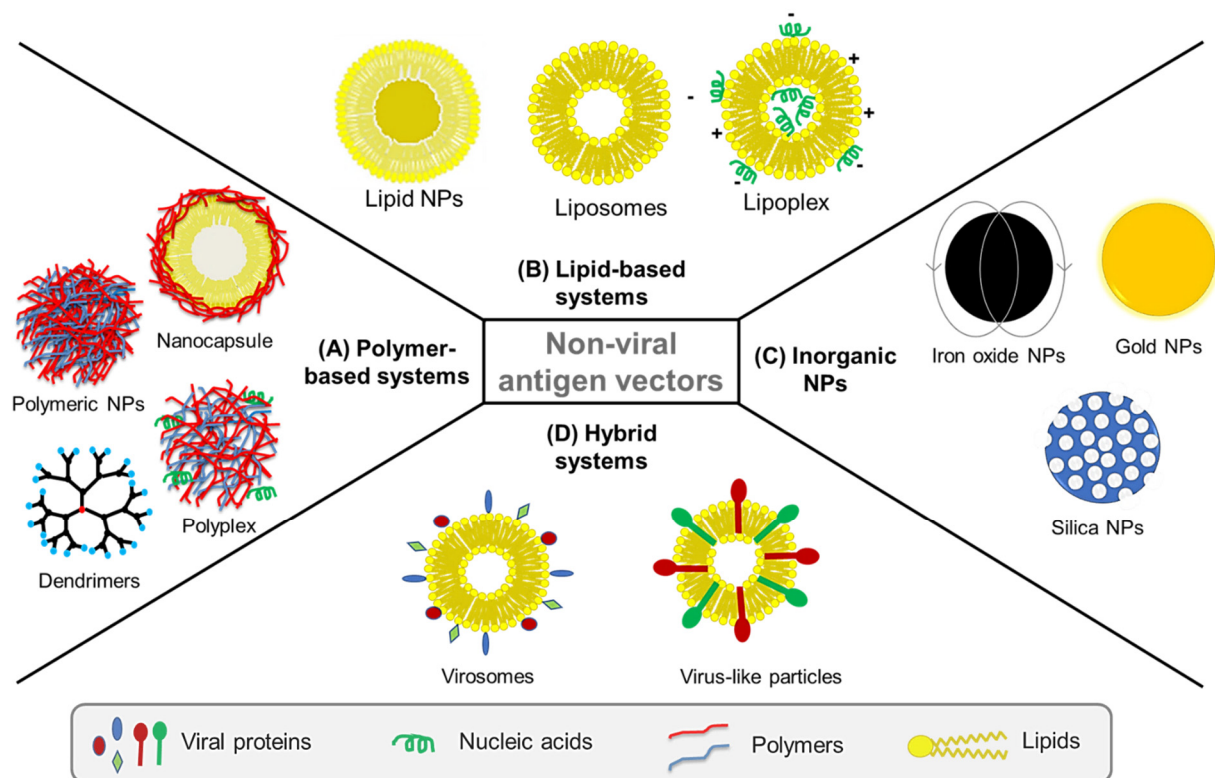 Lipid NPs
Liposomes
Lipoplex
-
-
-
-
+
+
+
(B) Lipid-based
systems
Nanocapsule
Polymeric NPs
Polyplex
Dendrimers
(A) Polymer-
based systems
Non-viral
antigen vectors
(C) Inorganic
NPs
Iron oxide NPs
Gold NPs
Silica NPs
(D) Hybrid
systems
Virosomes
Virus-like particles
Viral proteins
Nucleic acids
Polymers
Lipids